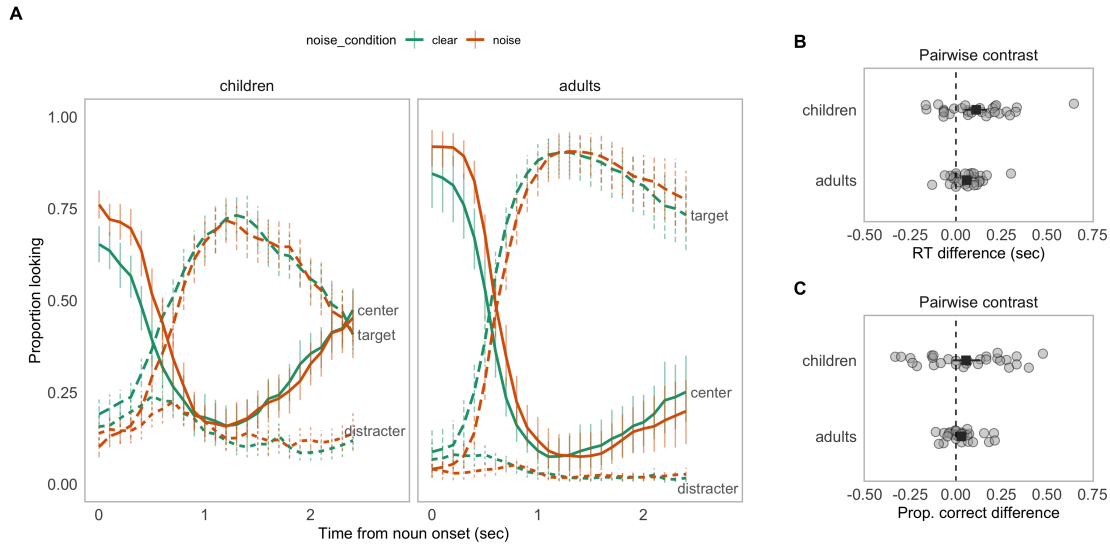 A
noise_condition clear noise
children adults
Proportion looking
1.00
0.75
0.50
0.25
0.00
center
target
distracter
target
center
distracter
0 1 2 0 1 2
Time from noun onset (sec)
B
Pairwise contrast
children
adults
-0.50 -0.25 0.00 0.25 0.50 0.75
RT difference (sec)
C
Pairwise contrast
children
adults
-0.50 -0.25 0.00 0.25 0.50 0.75
Prop. correct difference